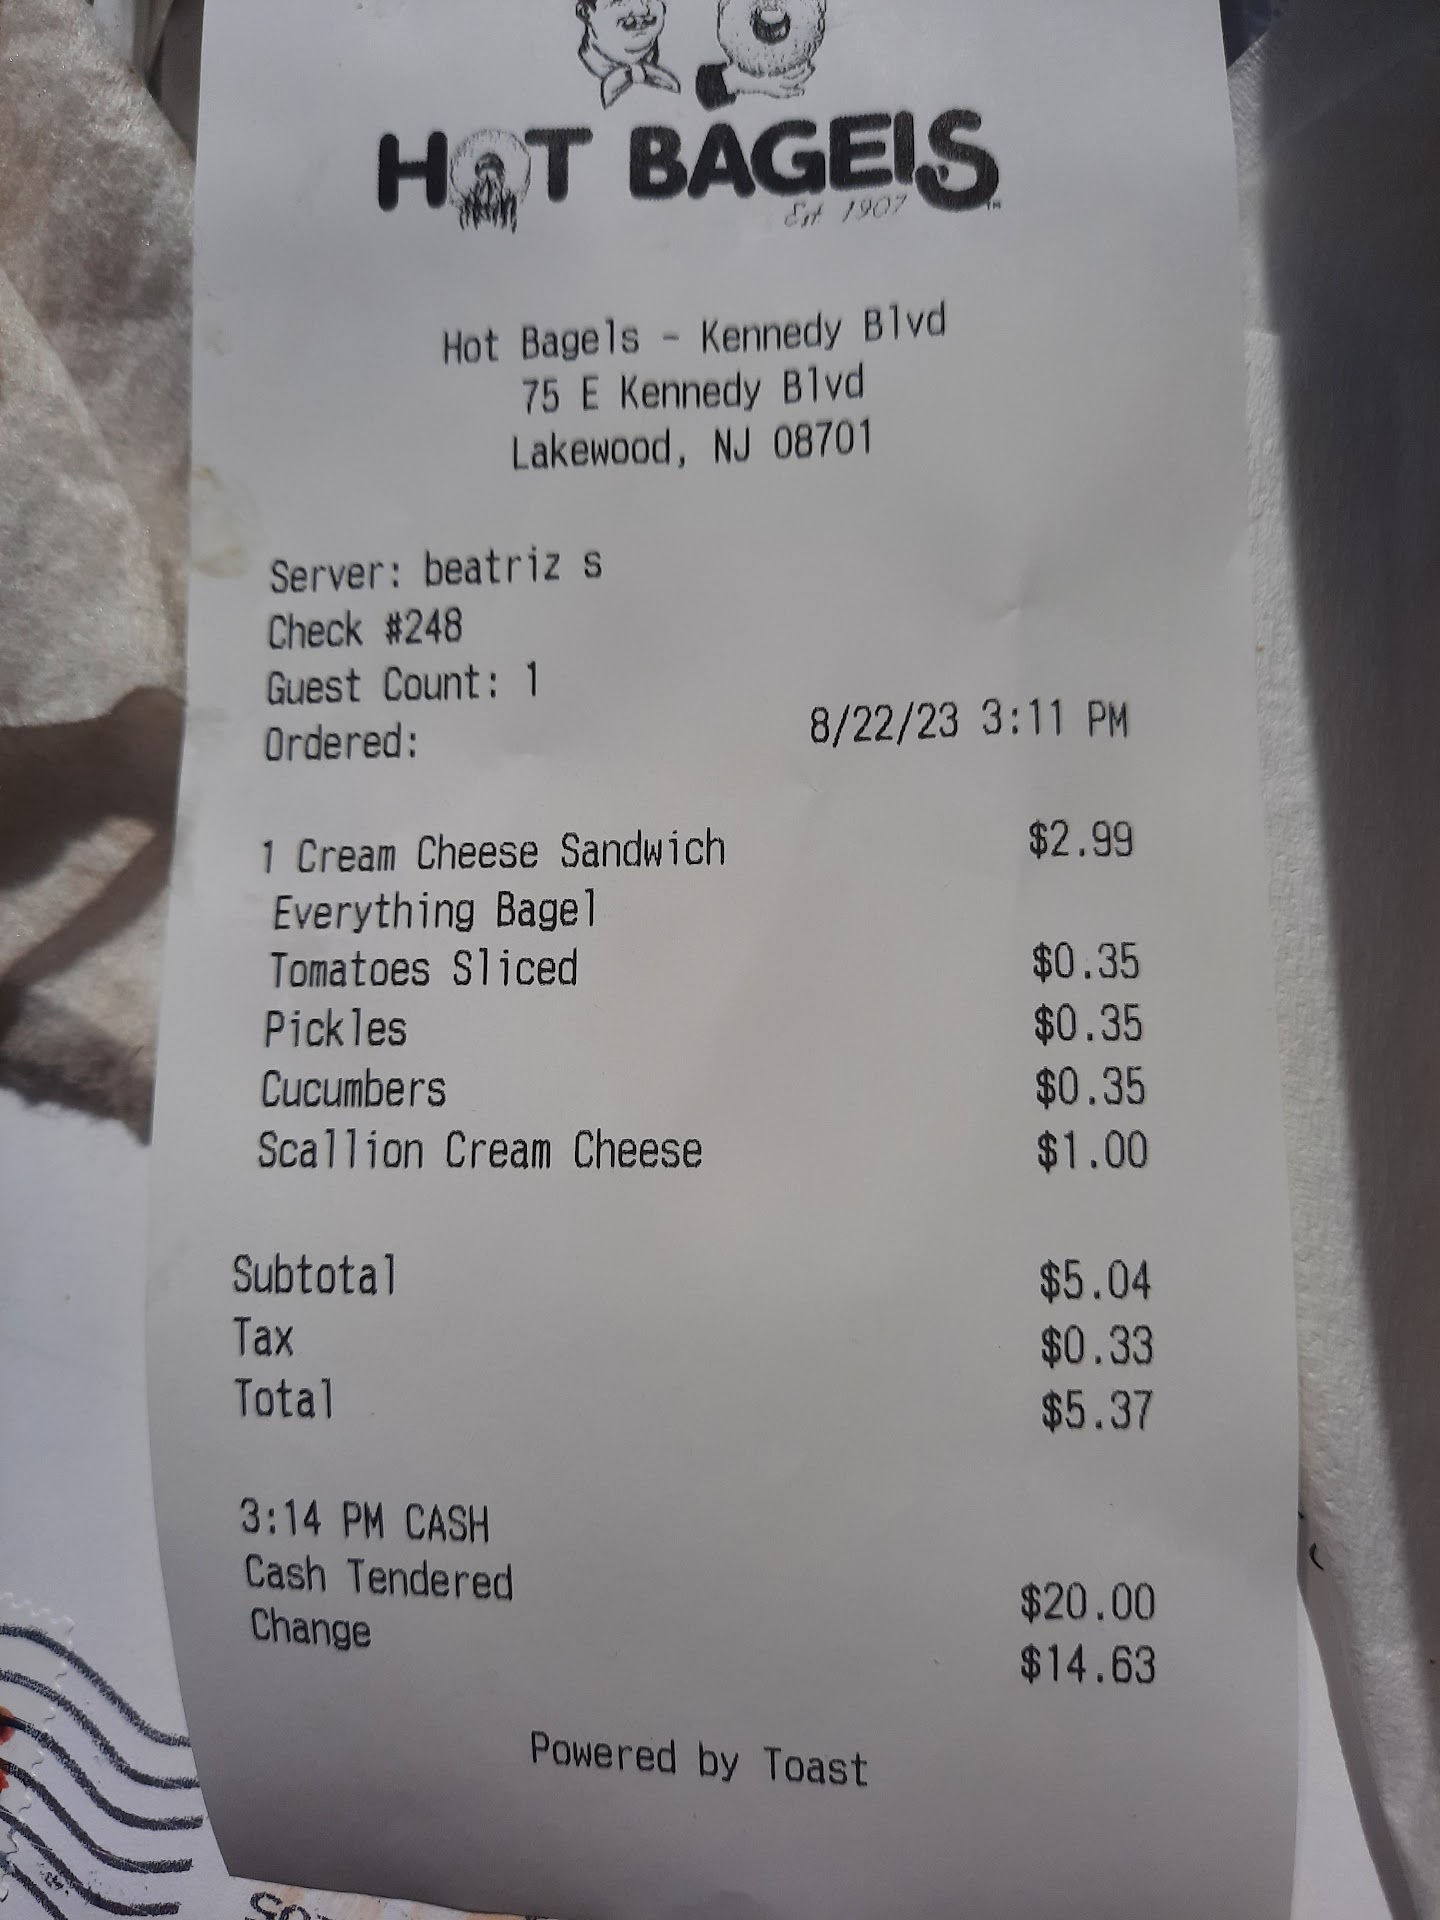 HOT BAGELS
Est 1907
Hot Bagels - Kennedy Blvd
75 E Kennedy Blvd
Lakewood, NJ 08701
Server: beatriz s
Check #248
Guest Count: 1
Ordered: 8/22/23 3:11 PM
1 Cream Cheese Sandwich $2.99
Everything Bagel
Tomatoes Sliced $0.35
Pickles $0.35
Cucumbers $0.35
Scallion Cream Cheese $1.00
Subtotal $5.04
Tax $0.33
Total $5.37
3:14 PM CASH
Cash Tendered $20.00
Change $14.63
Powered by Toast